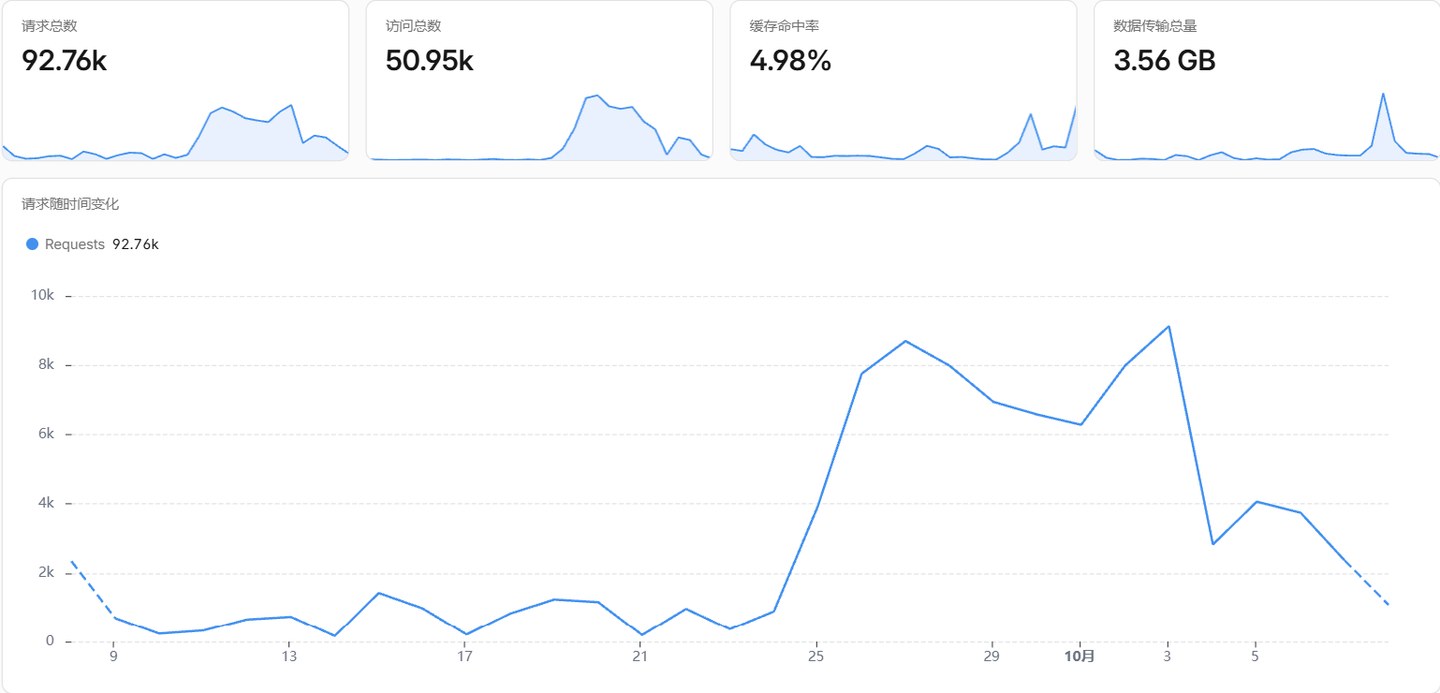 请求总数
92.76k
访问总数
50.95k
缓存命中率
4.98%
数据传输总量
3.56 GB
请求随时间变化
Requests 92.76k
10k
8k
6k
4k
2k
0
9 13 17 21 25 29 10月 3 5